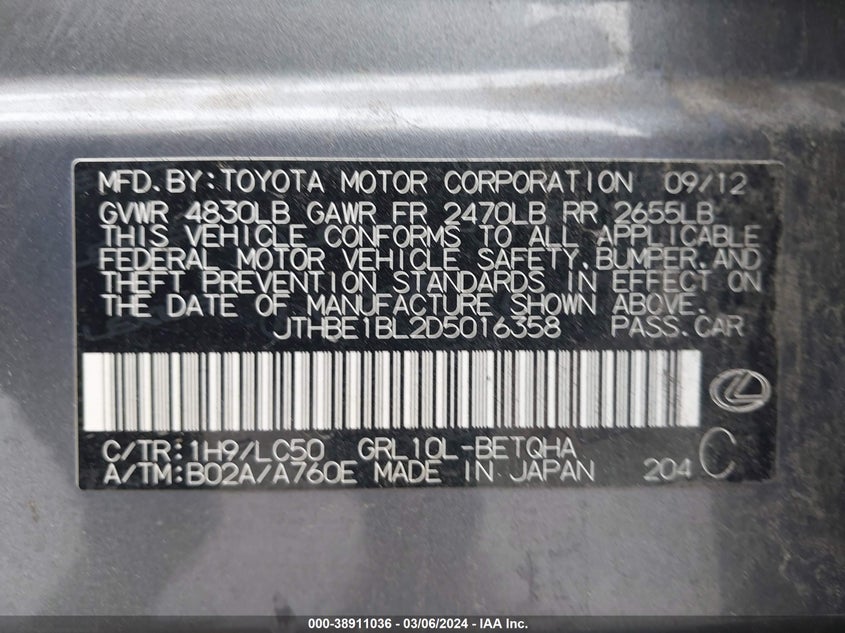 MFD.BY:TOYOTA MOTOR CORPORATION 09/12
GVWR 4830LB GAWR FR 2470LB RR 2655LB
THIS VEHICLE CONFORMS TO ALL APPLICABLE
FEDERAL MOTOR VEHICLE SAFETY,BUMPER,AND
THEFT PREVENTION STANDARDS IN EFFECT ON
THE DATE OF MANUFACTURE SHOWN ABOVE.
JTHBE1BL2D5016358 PASS.CAR
C/TR:1H9/LC50 GRL10L-BETQHA
A/TM:B02A/A760E MADE IN JAPAN 204 C
000-38911036 - 03/06/2024 - IAA Inc.